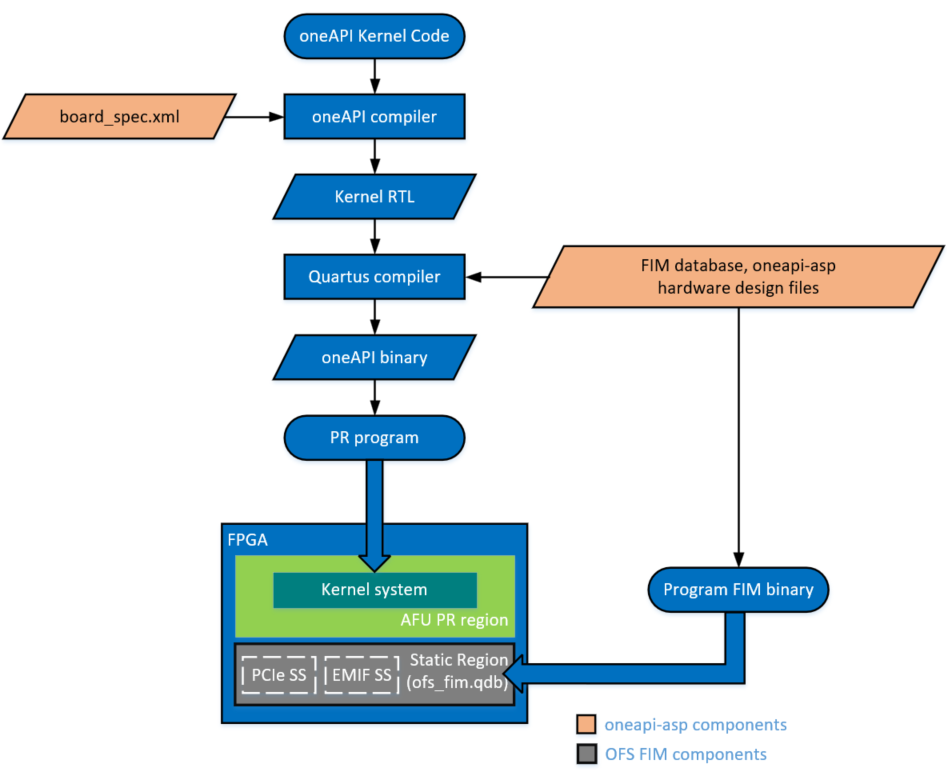 oneAPI Kernel Code
board_spec.xml
oneAPI compiler
Kernel RTL
Quartus compiler
FIM database, oneapi-asp
hardware design files
oneAPI binary
PR program
FPGA
Kernel system
AFU PR region
Program FIM binary
PCIe SS
EMIF SS
Static Region
(ofs_fim.qdb)
oneapi-asp components
OFS FIM components